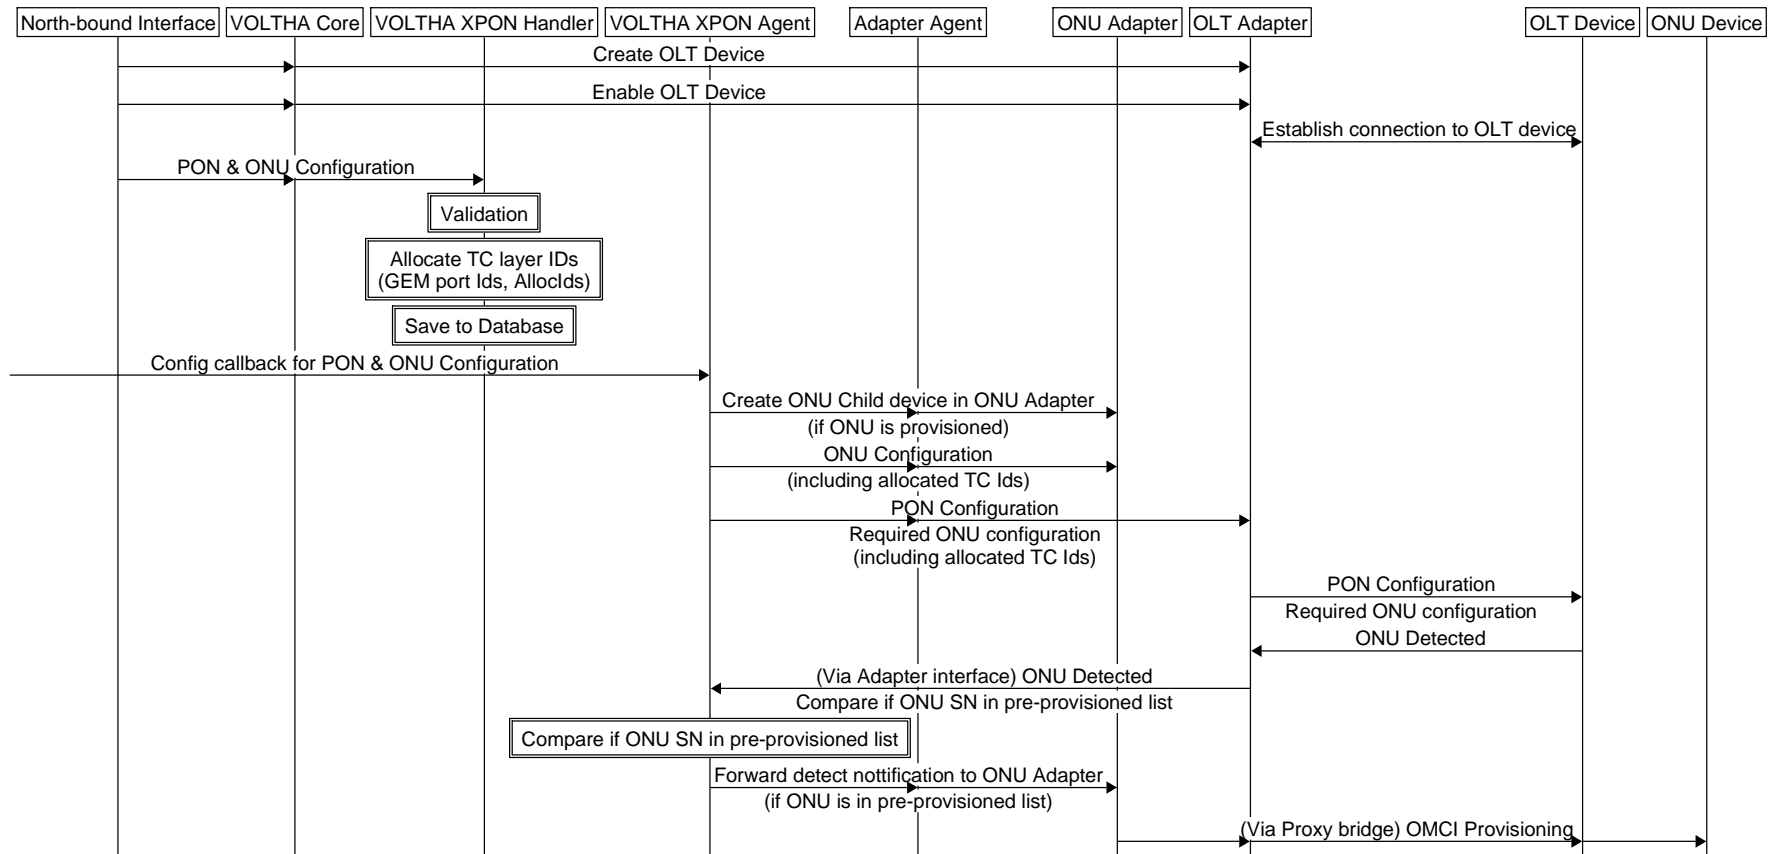 North-bound Interface
VOLTHA Core
VOLTHA XPON Handler
VOLTHA XPON Agent
Adapter Agent
ONU Adapter
OLT Adapter
OLT Device
ONU Device
Create OLT Device
Enable OLT Device
Establish connection to OLT device
PON & ONU Configuration
Validation
Allocate TC layer IDs
(GEM port Ids, AllocIds)
Save to Database
Config callback for PON & ONU Configuration
Create ONU Child device in ONU Adapter
(if ONU is provisioned)
ONU Configuration
(including allocated TC Ids)
PON Configuration
Required ONU configuration
(including allocated TC Ids)
PON Configuration
Required ONU configuration
ONU Detected
(Via Adapter interface) ONU Detected
Compare if ONU SN in pre-provisioned list
Compare if ONU SN in pre-provisioned list
Forward detect nottification to ONU Adapter
(if ONU is in pre-provisioned list)
(Via Proxy bridge) OMCI Provisioning